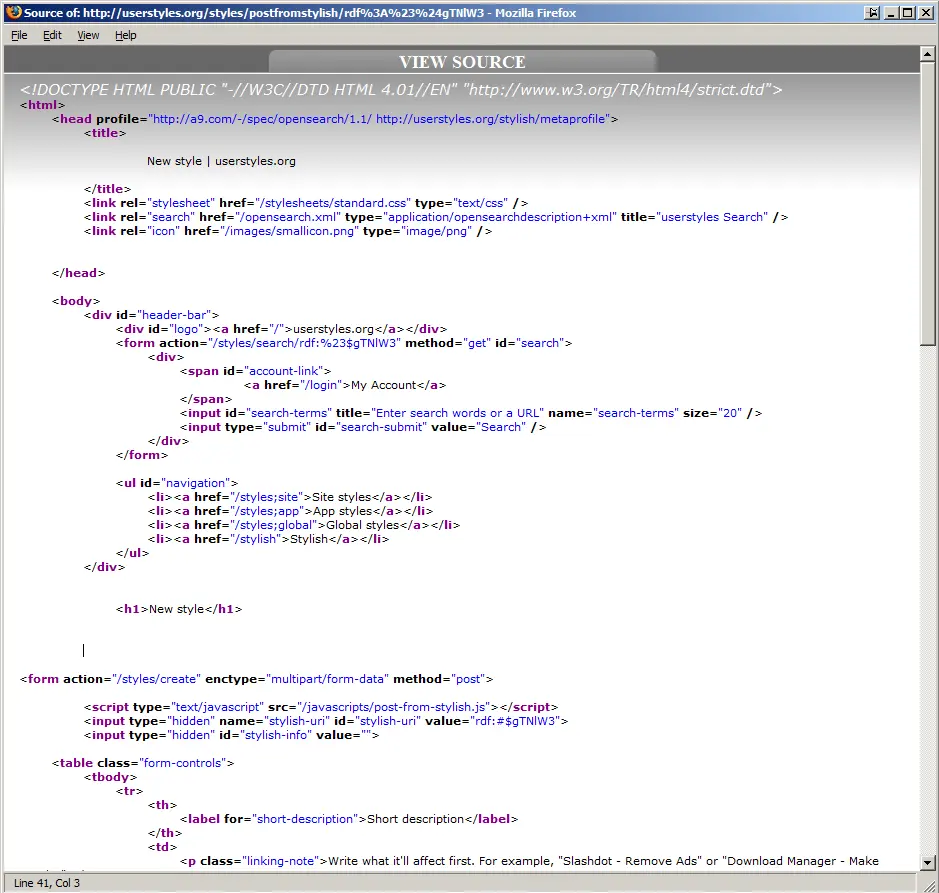 Source of: http://userstyles.org/styles/postfromstylish/rdf%3A%23%24gTNlW3 - Mozilla Firefox
File Edit View Help
VIEW SOURCE
<!DOCTYPE HTML PUBLIC "-//W3C//DTD HTML 4.01//EN" "http://www.w3.org/TR/html4/strict.dtd">
<html>
<head profile="http://a9.com/-/spec/opensearch/1.1/ http://userstyles.org/stylish/metaprofile">
<title>
New style | userstyles.org
</title>
<link rel="stylesheet" href="/stylesheets/standard.css" type="text/css" />
<link rel="search" href="/opensearch.xml" type="application/opensearchdescription+xml" title="userstyles Search" />
<link rel="icon" href="/images/smallicon.png" type="image/png" />
</head>
<body>
<div id="header-bar">
<div id="logo"><a href="/">userstyles.org</a></div>
<form action="/styles/search/rdf:%23$gTNlW3" method="get" id="search">
<div>
<span id="account-link">
<a href="/login">My Account</a>
</span>
<input id="search-terms" title="Enter search words or a URL" name="search-terms" size="20" />
<input type="submit" id="search-submit" value="Search" />
</div>
</form>
<ul id="navigation">
<li><a href="/styles;site">Site styles</a></li>
<li><a href="/styles;app">App styles</a></li>
<li><a href="/styles;global">Global styles</a></li>
<li><a href="/stylish">Stylish</a></li>
</ul>
</div>
<h1>New style</h1>
<form action="/styles/create" enctype="multipart/form-data" method="post">
<script type="text/javascript" src="/javascripts/post-from-stylish.js"></script>
<input type="hidden" name="stylish-uri" id="stylish-uri" value="rdf:#$gTNlW3">
<input type="hidden" id="stylish-info" value="">
<table class="form-controls">
<tbody>
<tr>
<th>
<label for="short-description">Short description</label>
</th>
<td>
<p class="linking-note">Write what it'll affect first. For example, "Slashdot - Remove Ads" or "Download Manager - Make
Line 41, Col 3